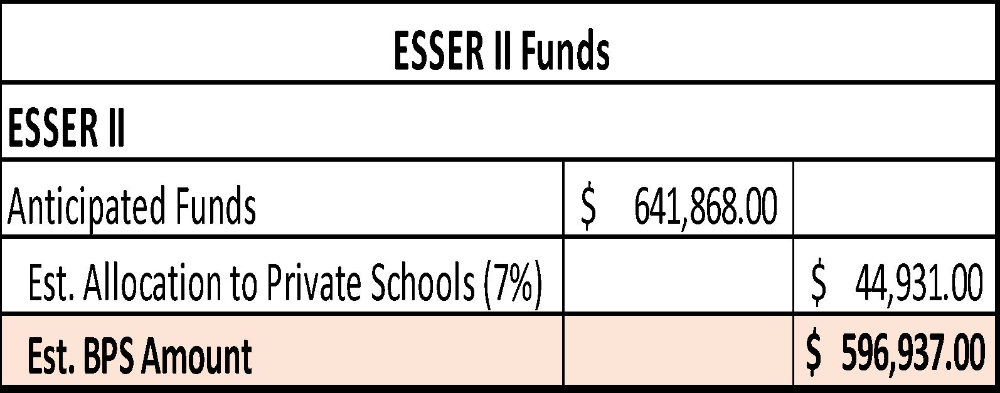 ESSER II Funds
ESSER II
Anticipated Funds $ 641,868.00
Est. Allocation to Private Schools (7%) $ 44,931.00
Est. BPS Amount $ 596,937.00